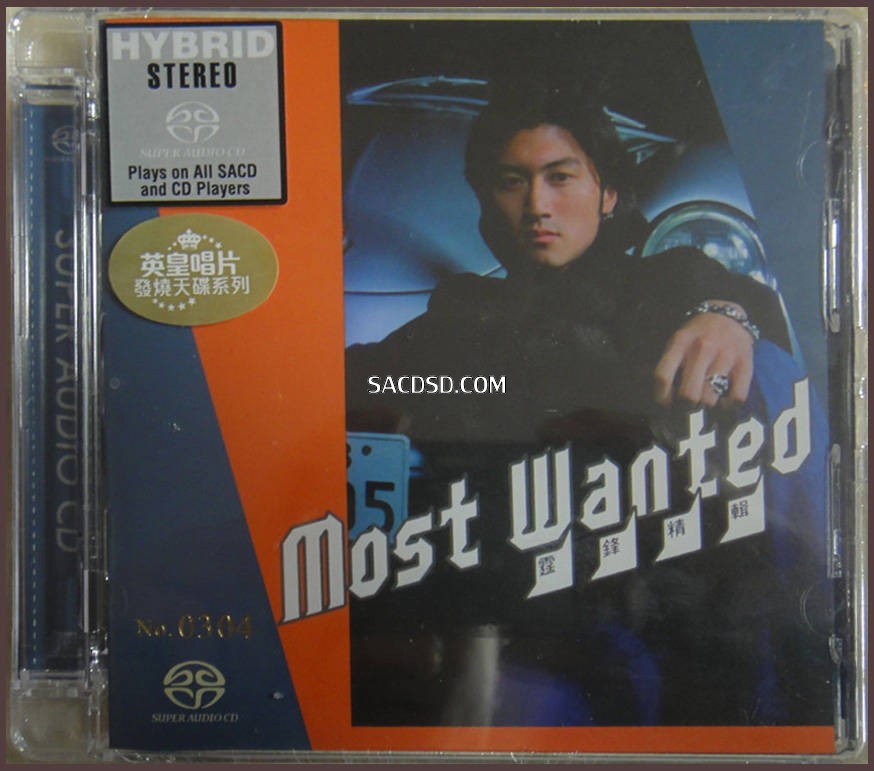 HYBRID
STEREO
SUPER AUDIO CD
Plays on All SACD
and CD Players
英皇唱片
發燒天碟系列
SUPER AUDIO CD
SACDSD.COM
05
Most Wanted
霆鋒精輯
No. 0304
SUPER AUDIO CD